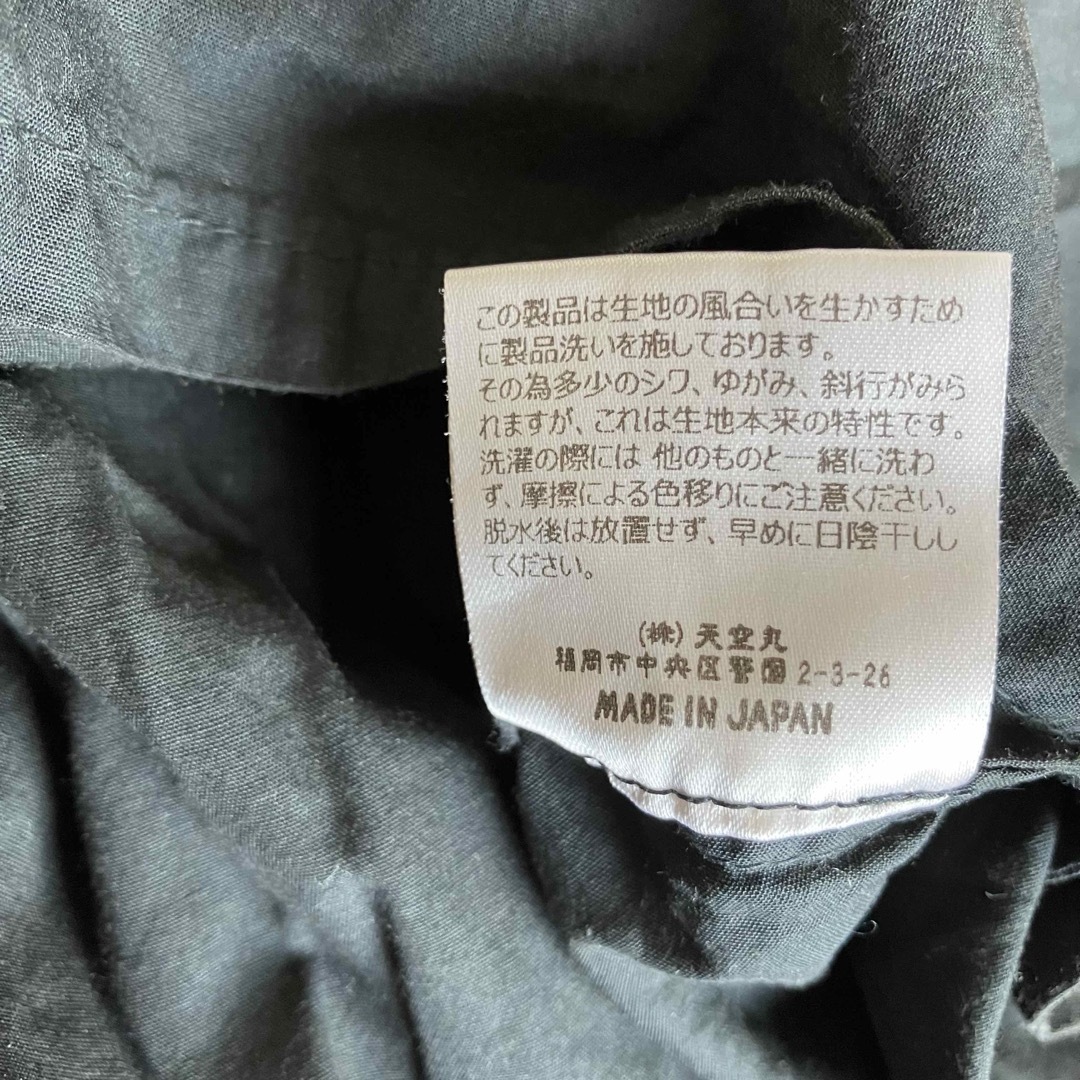 この製品は生地の風合いを生かすため
に製品洗いを施しております。
その為多少のシワ、ゆがみ、斜行がみら
れますが、これは生地本来の特性です。
洗濯の際には 他のものと一緒に洗わ
ず、摩擦による色移りにご注意ください。
脱水後は放置せず、早めに日陰干しし
てください。
(株) 天空丸
福岡市中央区警固 2-3-26
MADE IN JAPAN